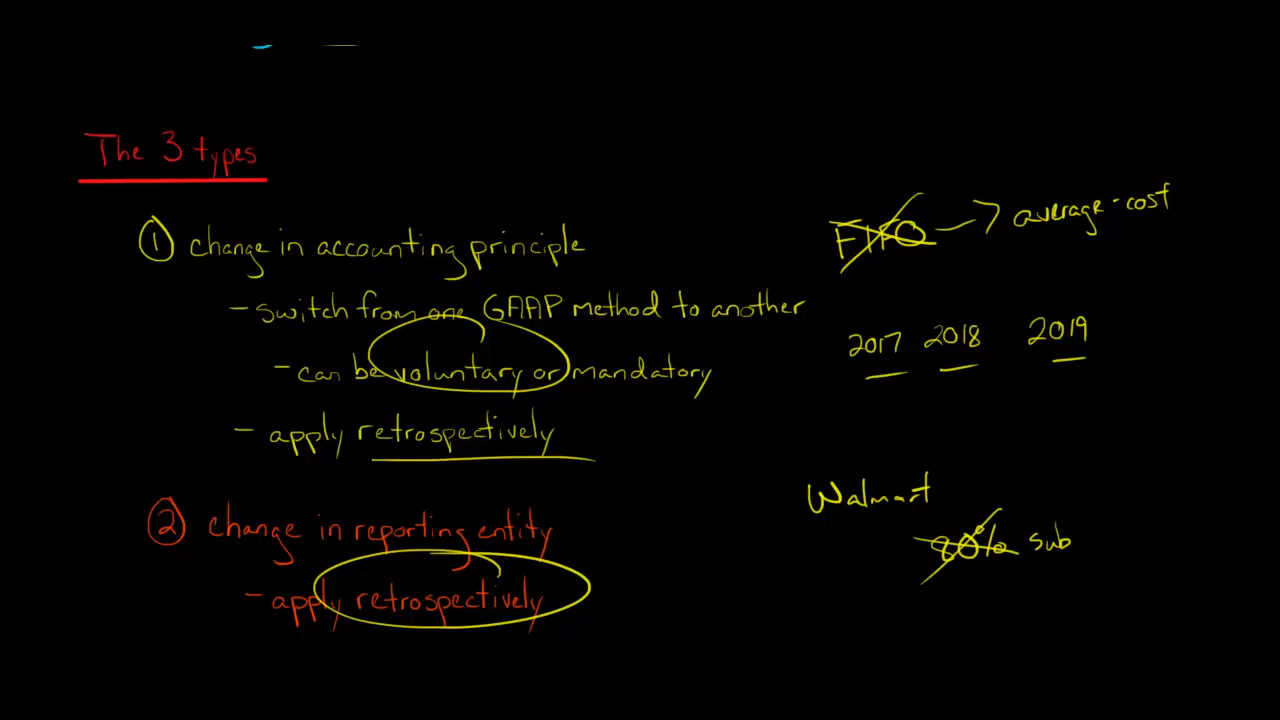 The 3 types
① change in accounting principle
- switch from one GAAP method to another
- can be voluntary or mandatory
- apply retrospectively
② change in reporting entity
- apply retrospectively
FIFO → average-cost
2017 2018 2019
Walmart
80% sub